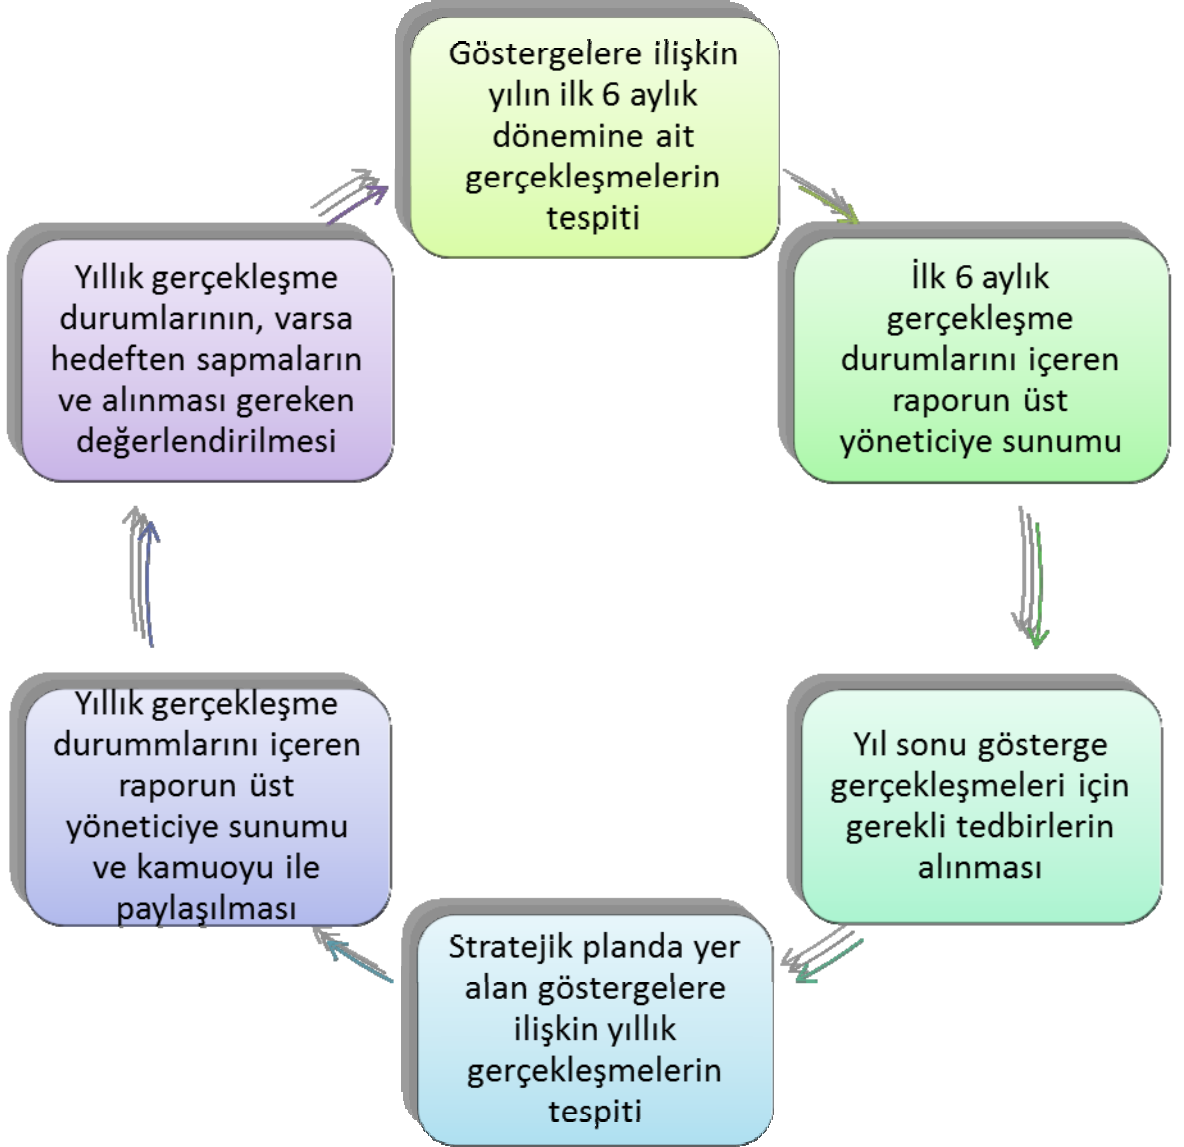 Göstergelere ilişkin
yılın ilk 6 aylık
dönemine ait
gerçekleşmelerin
tespiti
İlk 6 aylık
gerçekleşme
durumlarını içeren
raporun üst
yöneticiye sunumu
Yıl sonu gösterge
gerçekleşmeleri için
gerekli tedbirlerin
alınması
Stratejik planda yer
alan göstergelere
ilişkin yıllık
gerçekleşmelerin
tespiti
Yıllık gerçekleşme
durummlarını içeren
raporun üst
yöneticiye sunumu
ve kamuoyu ile
paylaşılması
Yıllık gerçekleşme
durumlarının, varsa
hedeften sapmaların
ve alınması gereken
değerlendirilmesi